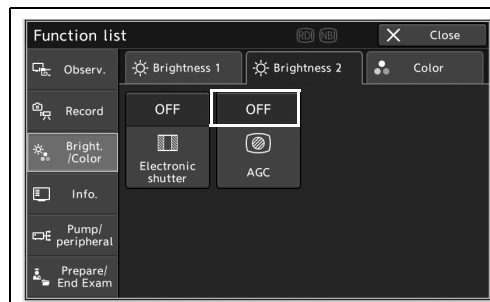 Function list
RDI NBI
Close
Observ.
Brightness 1
Brightness 2
Color
Record
OFF
OFF
Bright.
/Color
Electronic
shutter
AGC
Info.
Pump/
peripheral
Prepare/
End Exam